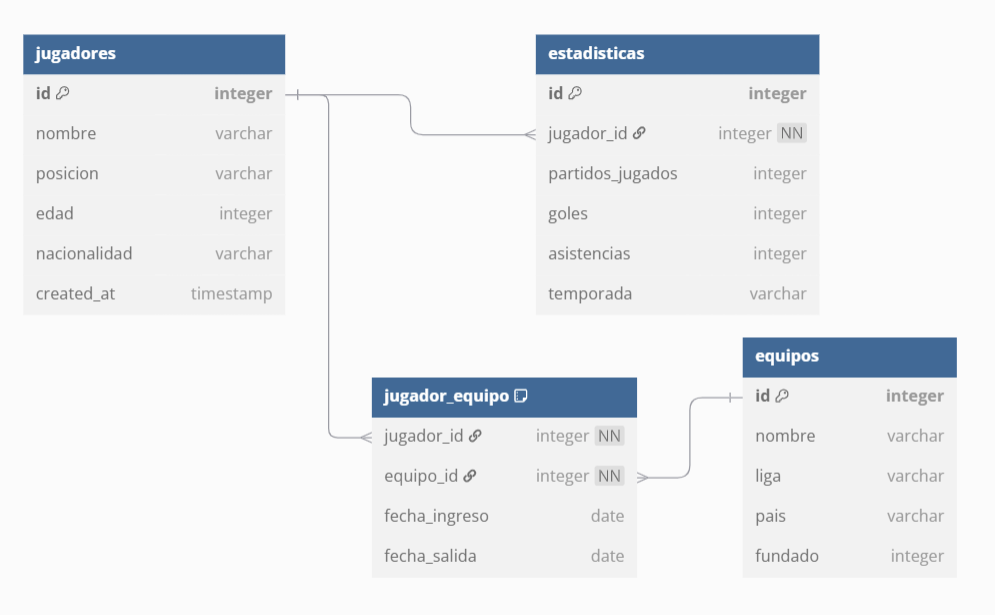 jugadores
id integer
nombre varchar
posicion varchar
edad integer
nacionalidad varchar
created_at timestamp
estadisticas
id integer
jugador_id integer NN
partidos_jugados integer
goles integer
asistencias integer
temporada varchar
jugador_equipo
jugador_id integer NN
equipo_id integer NN
fecha_ingreso date
fecha_salida date
equipos
id integer
nombre varchar
liga varchar
pais varchar
fundado integer